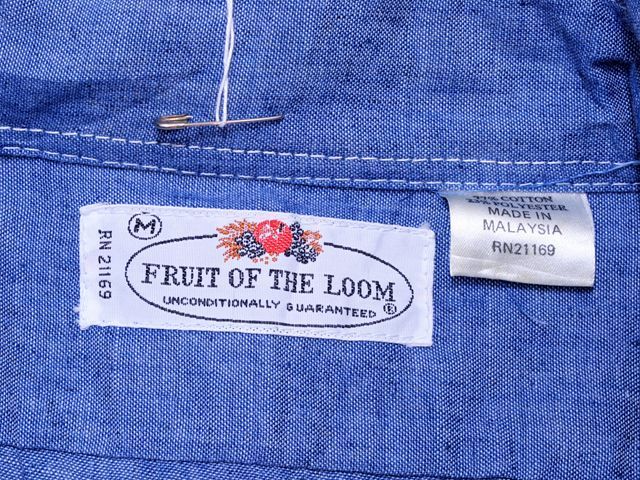 M
RN 21169
FRUIT OF THE LOOM
UNCONDITIONALLY GUARANTEED ®
COTTON
POLYESTER
MADE IN
MALAYSIA
RN21169